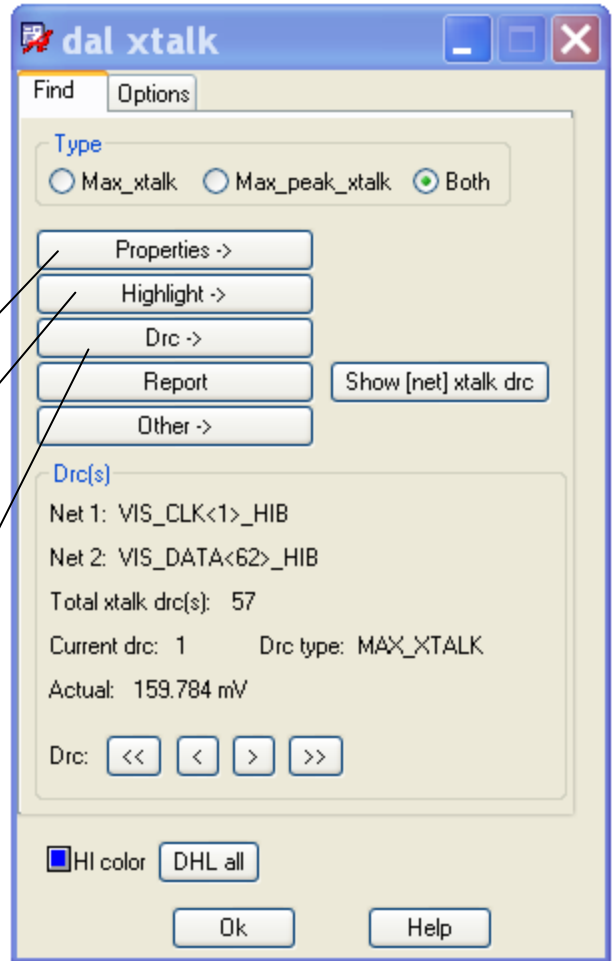 dal xtalk
Find Options
Type
Max_xtalk Max_peak_xtalk Both
Properties ->
Highlight ->
Drc ->
Report Show [net] xtalk drc
Other ->
Drc(s)
Net 1: VIS_CLK<1>_HIB
Net 2: VIS_DATA<62>_HIB
Total xtalk drc(s): 57
Current drc: 1 Drc type: MAX_XTALK
Actual: 159.784 mV
Drc: << < > >>
HI color DHL all
Ok Help